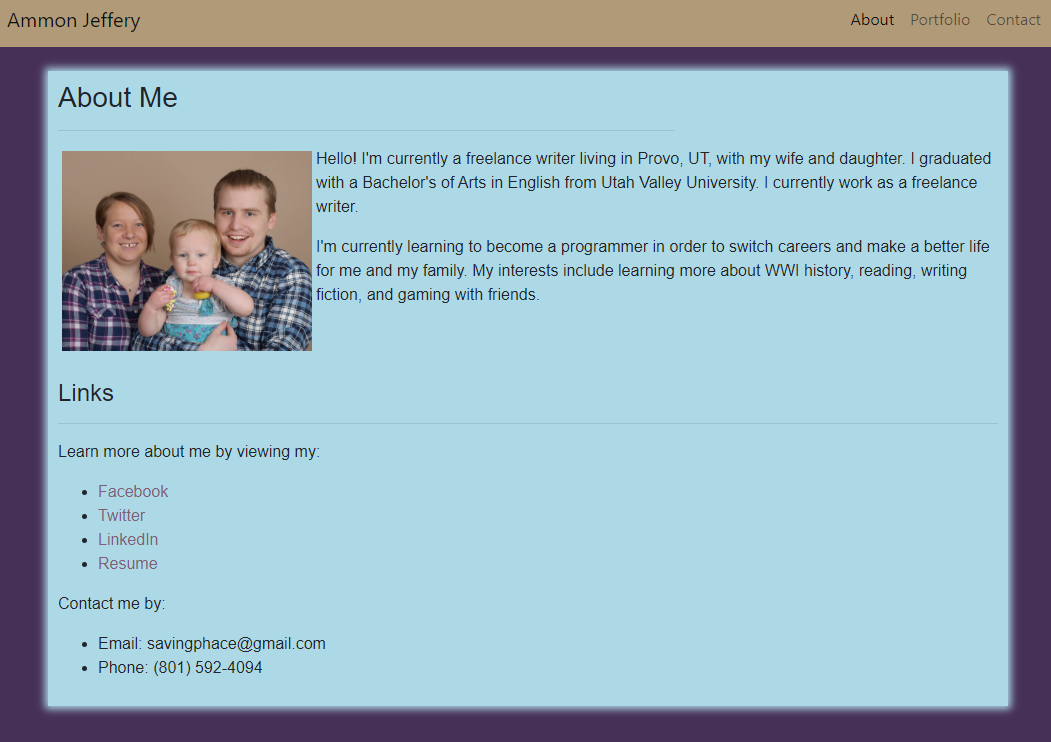 Ammon Jeffery
About Portfolio Contact
About Me
Hello! I'm currently a freelance writer living in Provo, UT, with my wife and daughter. I graduated
with a Bachelor's of Arts in English from Utah Valley University. I currently work as a freelance
writer.
I'm currently learning to become a programmer in order to switch careers and make a better life
for me and my family. My interests include learning more about WWI history, reading, writing
fiction, and gaming with friends.
Links
Learn more about me by viewing my:
• Facebook
• Twitter
• LinkedIn
• Resume
Contact me by:
• Email: savingphace@gmail.com
• Phone: (801) 592-4094